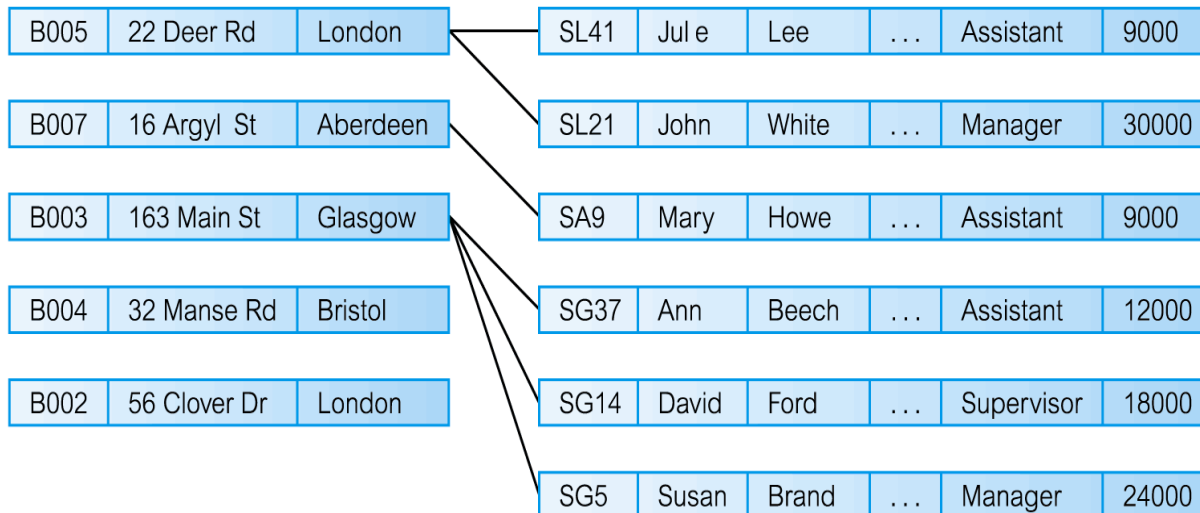 B005 22 Deer Rd London SL41 Jul e Lee ... Assistant 9000
B007 16 Argyl St Aberdeen SL21 John White ... Manager 30000
B003 163 Main St Glasgow SA9 Mary Howe ... Assistant 9000
B004 32 Manse Rd Bristol SG37 Ann Beech ... Assistant 12000
B002 56 Clover Dr London SG14 David Ford ... Supervisor 18000
SG5 Susan Brand ... Manager 24000